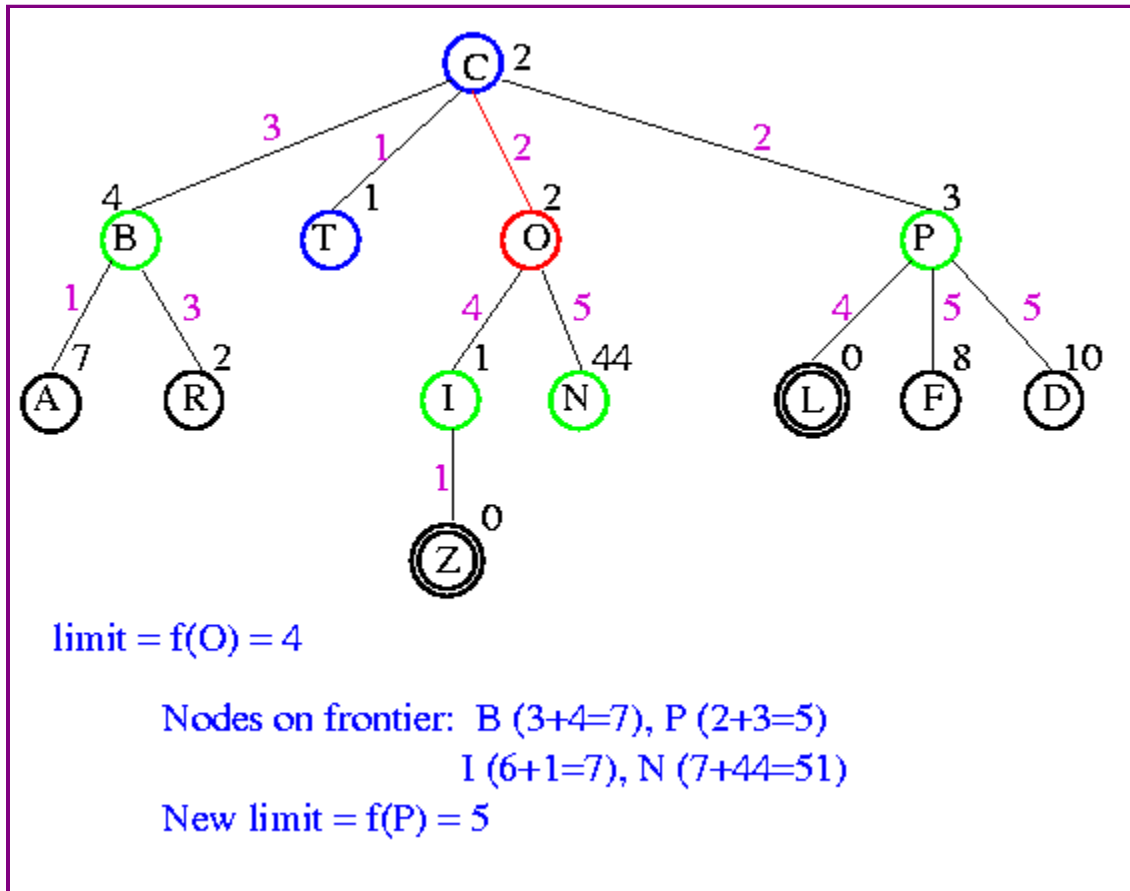 C 2
3 1 2 2
4 1 2 3
B T O P
1 3 4 5 4 5 5
7 2 1 44 0 8 10
A R I N L F D
1
0
Z
limit = f(O) = 4
Nodes on frontier: B (3+4=7), P (2+3=5)
I (6+1=7), N (7+44=51)
New limit = f(P) = 5